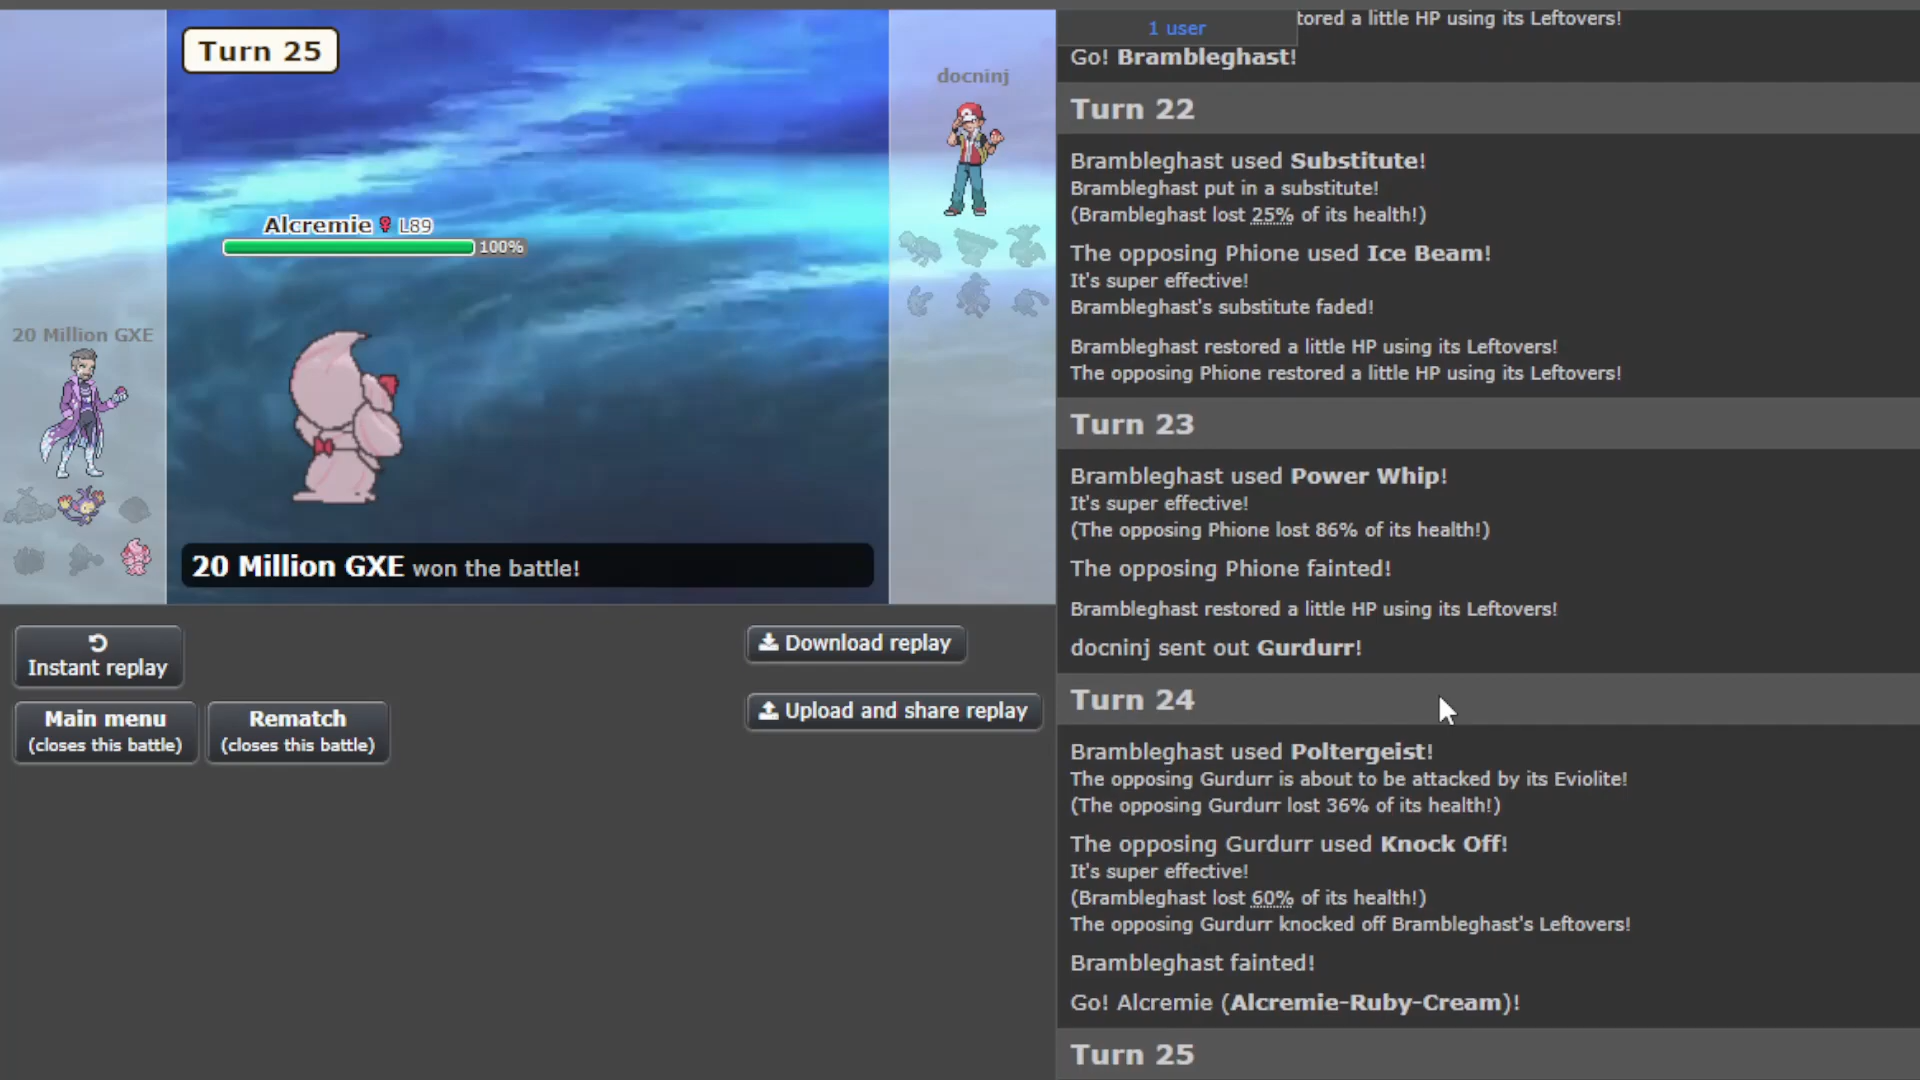 Turn 25
docninj
Alcremie L89
100%
20 Million GXE
20 Million GXE won the battle!
Instant replay
Main menu
(closes this battle)
Rematch
(closes this battle)
Download replay
Upload and share replay
1 user
tored a little HP using its Leftovers!
Go! Brambleghast!
Turn 22
Brambleghast used Substitute!
Brambleghast put in a substitute!
(Brambleghast lost 25% of its health!)
The opposing Phione used Ice Beam!
It's super effective!
Brambleghast's substitute faded!
Brambleghast restored a little HP using its Leftovers!
The opposing Phione restored a little HP using its Leftovers!
Turn 23
Brambleghast used Power Whip!
It's super effective!
(The opposing Phione lost 86% of its health!)
The opposing Phione fainted!
Brambleghast restored a little HP using its Leftovers!
docninj sent out Gurdurr!
Turn 24
Brambleghast used Poltergeist!
The opposing Gurdurr is about to be attacked by its Eviolite!
(The opposing Gurdurr lost 36% of its health!)
The opposing Gurdurr used Knock Off!
It's super effective!
(Brambleghast lost 60% of its health!)
The opposing Gurdurr knocked off Brambleghast's Leftovers!
Brambleghast fainted!
Go! Alcremie (Alcremie-Ruby-Cream)!
Turn 25